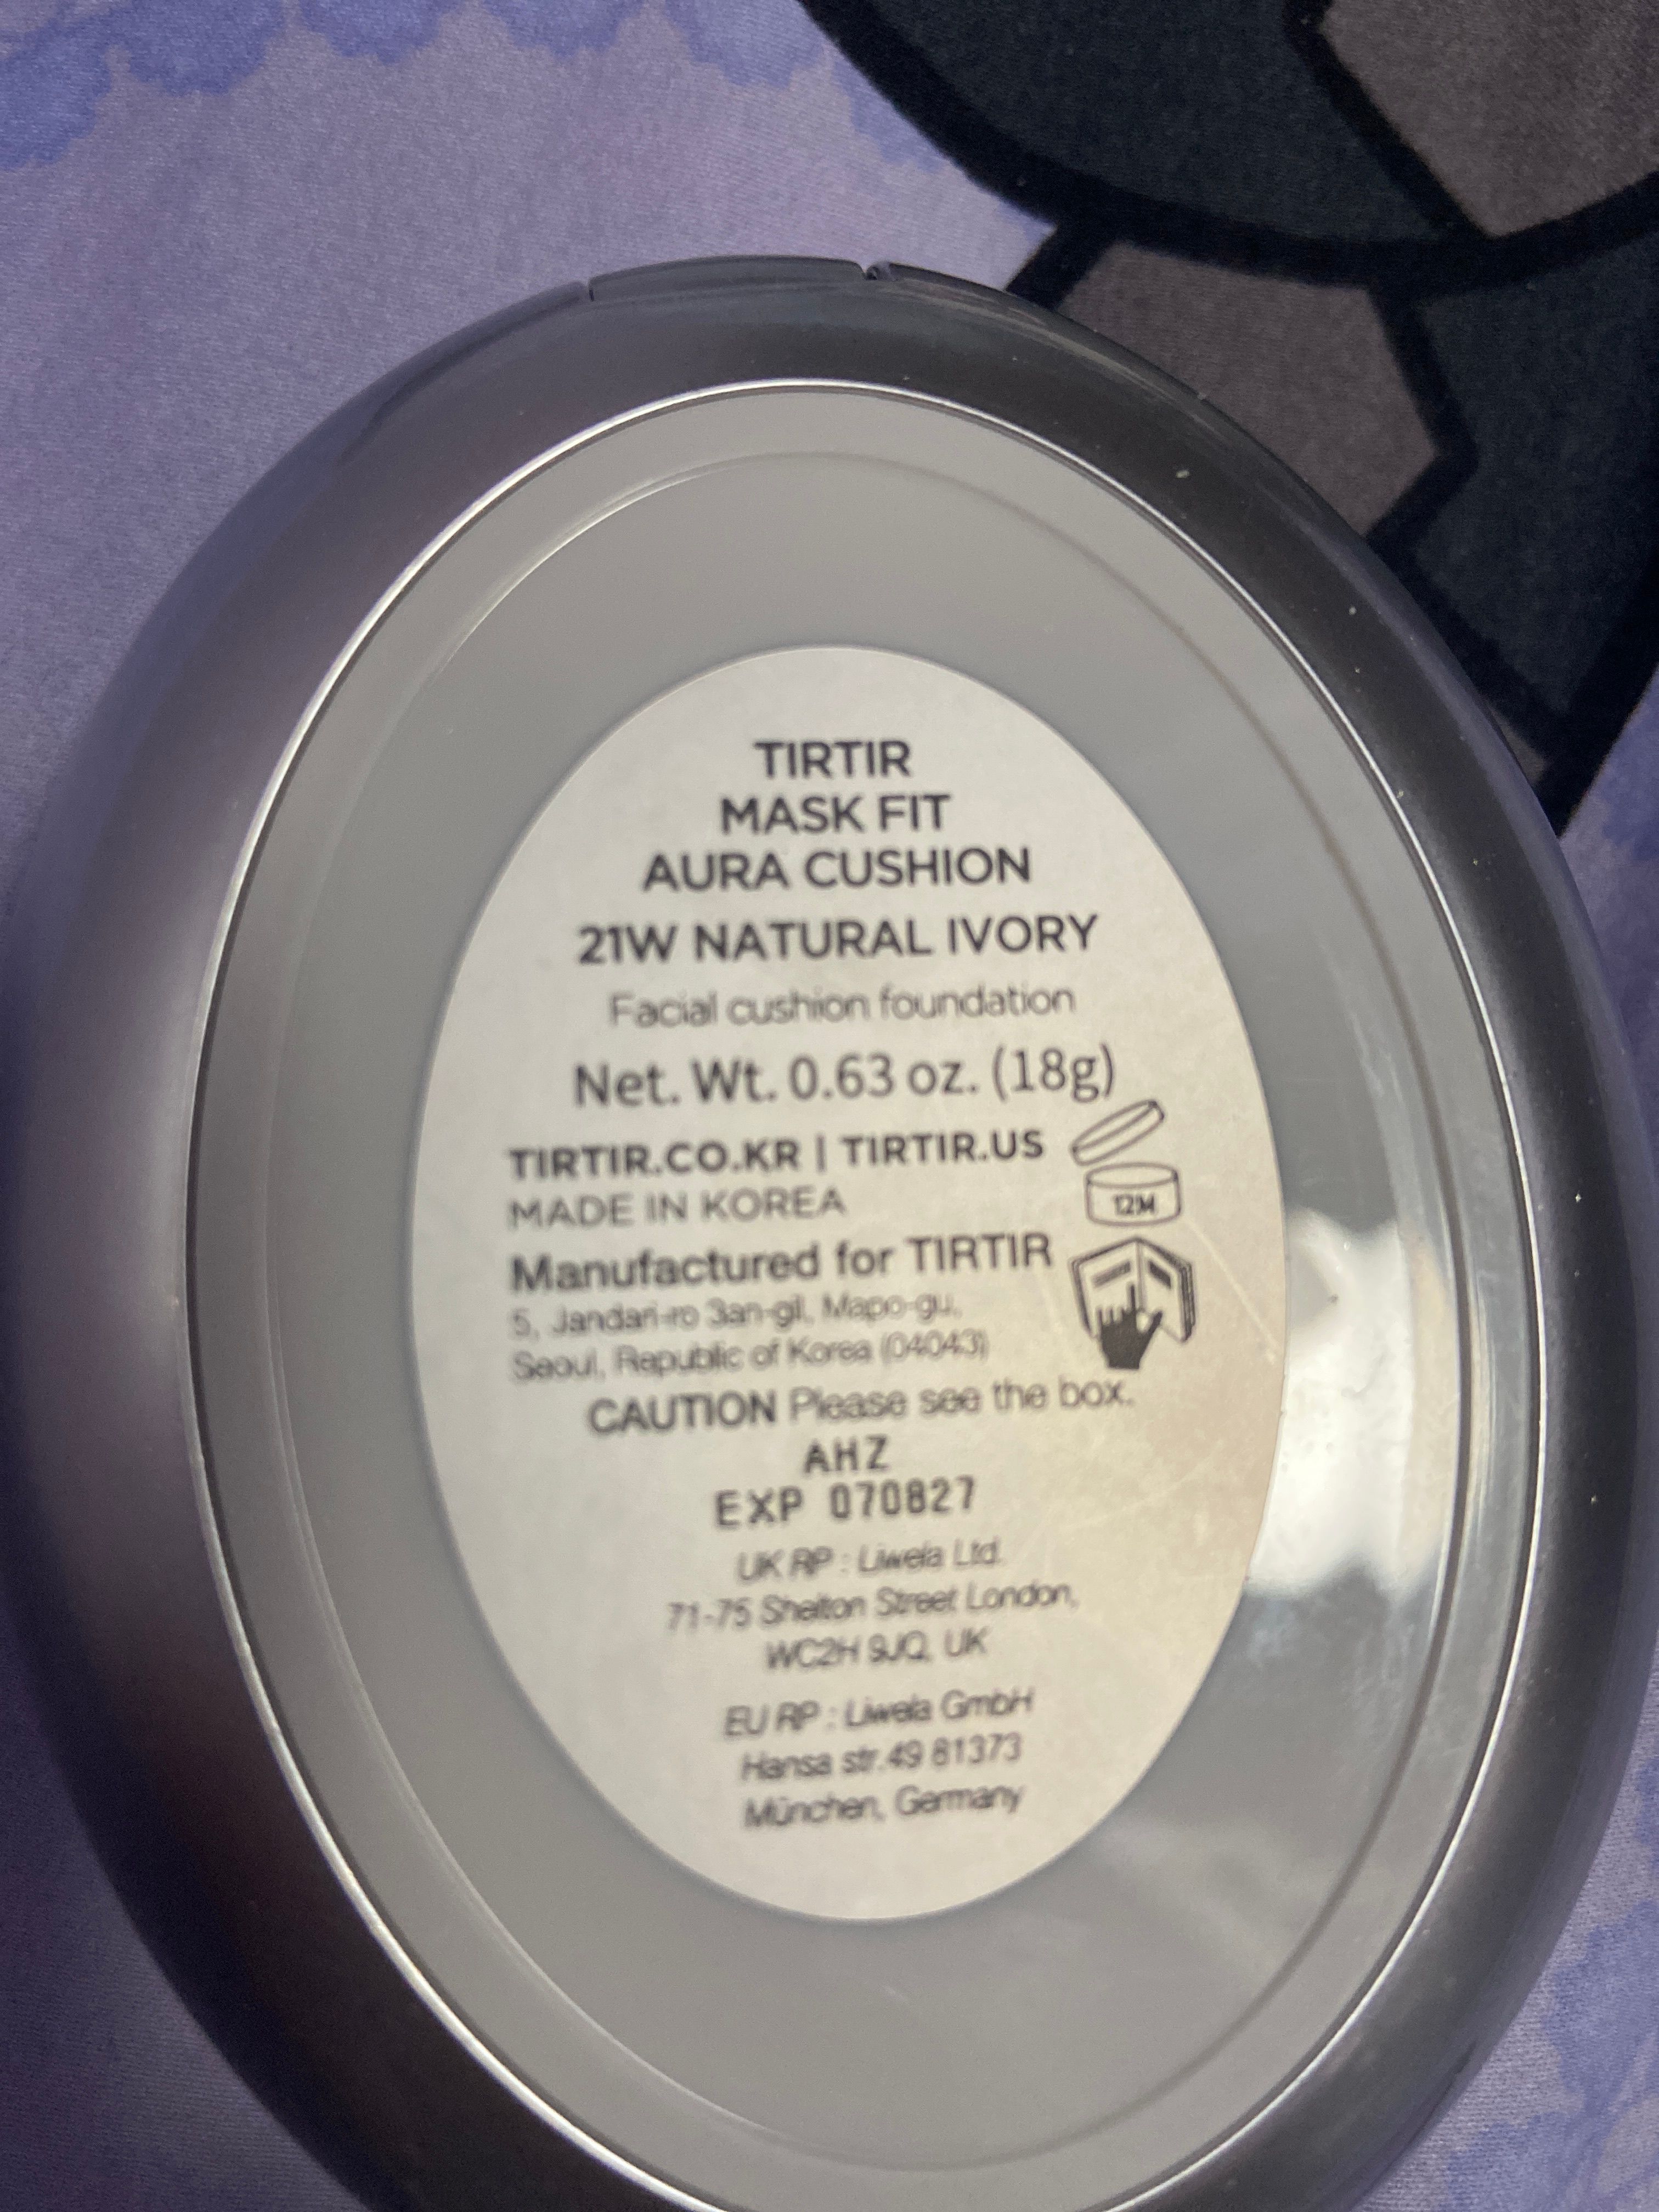 TIRTIR
MASK FIT
AURA CUSHION
21W NATURAL IVORY
Facial cushion foundation
Net. Wt. 0.63 oz. (18g)
TIRTIR.CO.KR | TIRTIR.US
12M
MADE IN KOREA
Manufactured for TIRTIR
5, Jandari-ro 3an-gil, Mapo-gu,
Seoul, Republic of Korea (04043)
CAUTION Please see the box.
AHZ
EXP 070827
UK RP : Liwela Ltd.
71-75 Shelton Street London,
WC2H 9JQ, UK
EU RP : Liwela GmbH
Hansa str.49 81373
München, Germany